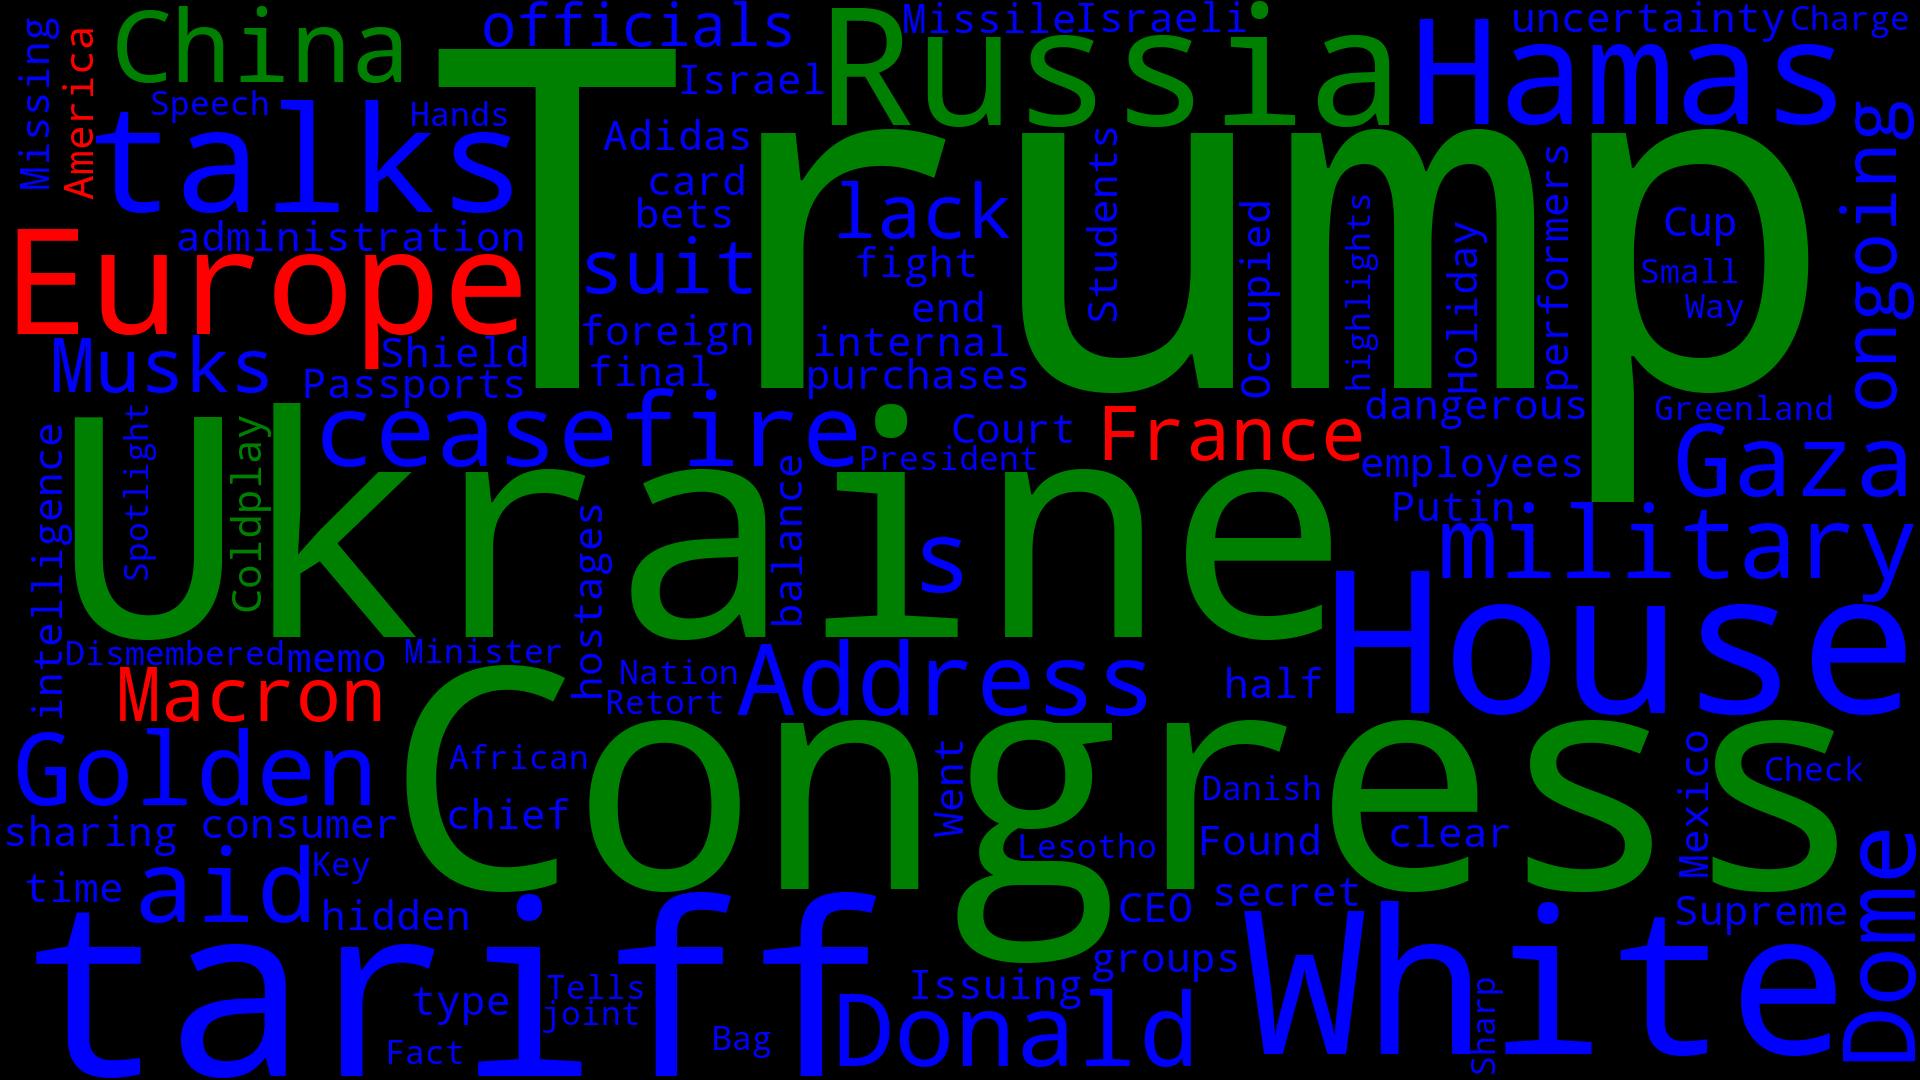 Missing
America
China
officials
Missile
Israeli
Russia
Hamas
uncertainty
Charge
Speech
Hands
talks
Israel
Trump
Adidas
card
bets
lack
Students
Occupied
highlights
Holiday
performers
Cup
Small
Way
ongoing
Europe
administration
suit
fight
end
foreign
internal
final
purchases
Musks
Shield
Passports
ceasefire
President
Court
France
dangerous
Greenland
employees
Gaza
Putin
military
intelligence
Spotlight
Coldplay
Ukraine
hostages
balance
s
House
Dismembered
memo
Minister
Macron
Nation
Retort
Address
half
Golden
Congress
African
chief
Went
Lesotho
Danish
Found
clear
Mexico
Check
sharing
consumer
Key
time
aid
hidden
CEO
secret
Supreme
Dome
tariff
type
Tells
joint
Fact
Bag
Issuing
groups
Donald
White
Sharp